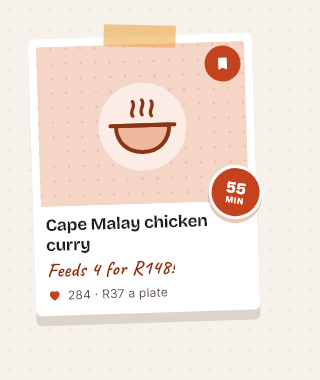 55
MIN
Cape Malay chicken
curry
Feeds 4 for R148!
284 · R37 a plate